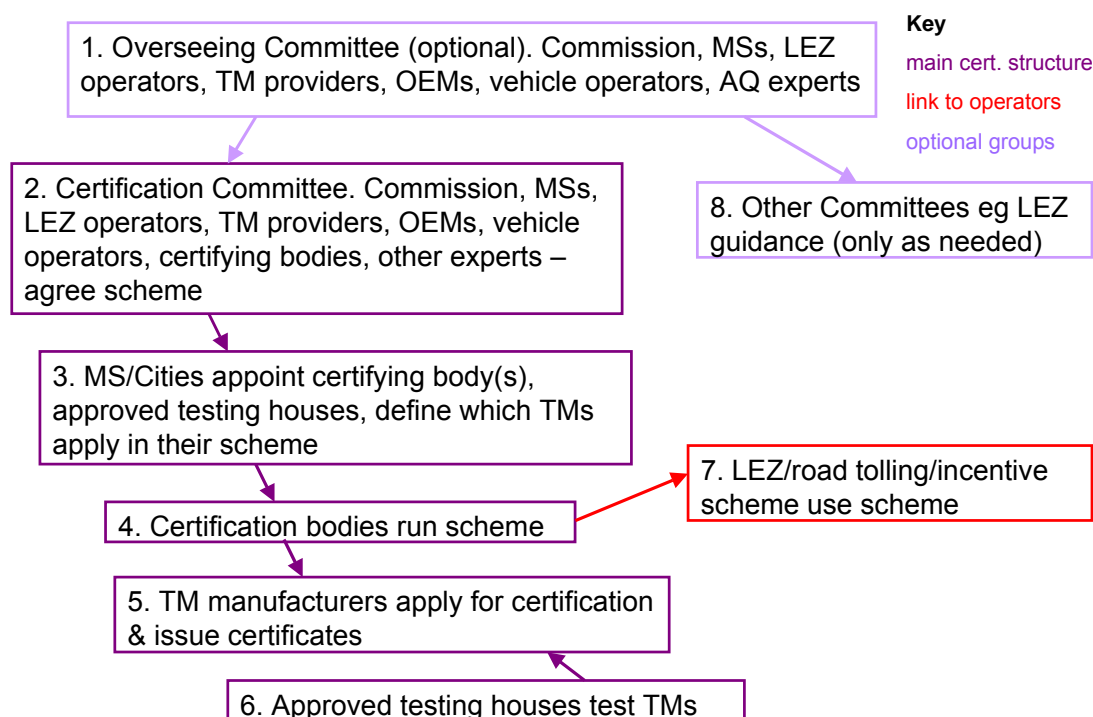 1. Overseeing Committee (optional). Commission, MSs, LEZ
operators, TM providers, OEMs, vehicle operators, AQ experts
Key
main cert. structure
link to operators
optional groups
2. Certification Committee. Commission, MSs,
LEZ operators, TM providers, OEMs, vehicle
operators, certifying bodies, other experts –
agree scheme
8. Other Committees eg LEZ
guidance (only as needed)
3. MS/Cities appoint certifying body(s),
approved testing houses, define which TMs
apply in their scheme
7. LEZ/road tolling/incentive
scheme use scheme
4. Certification bodies run scheme
5. TM manufacturers apply for certification
& issue certificates
6. Approved testing houses test TMs